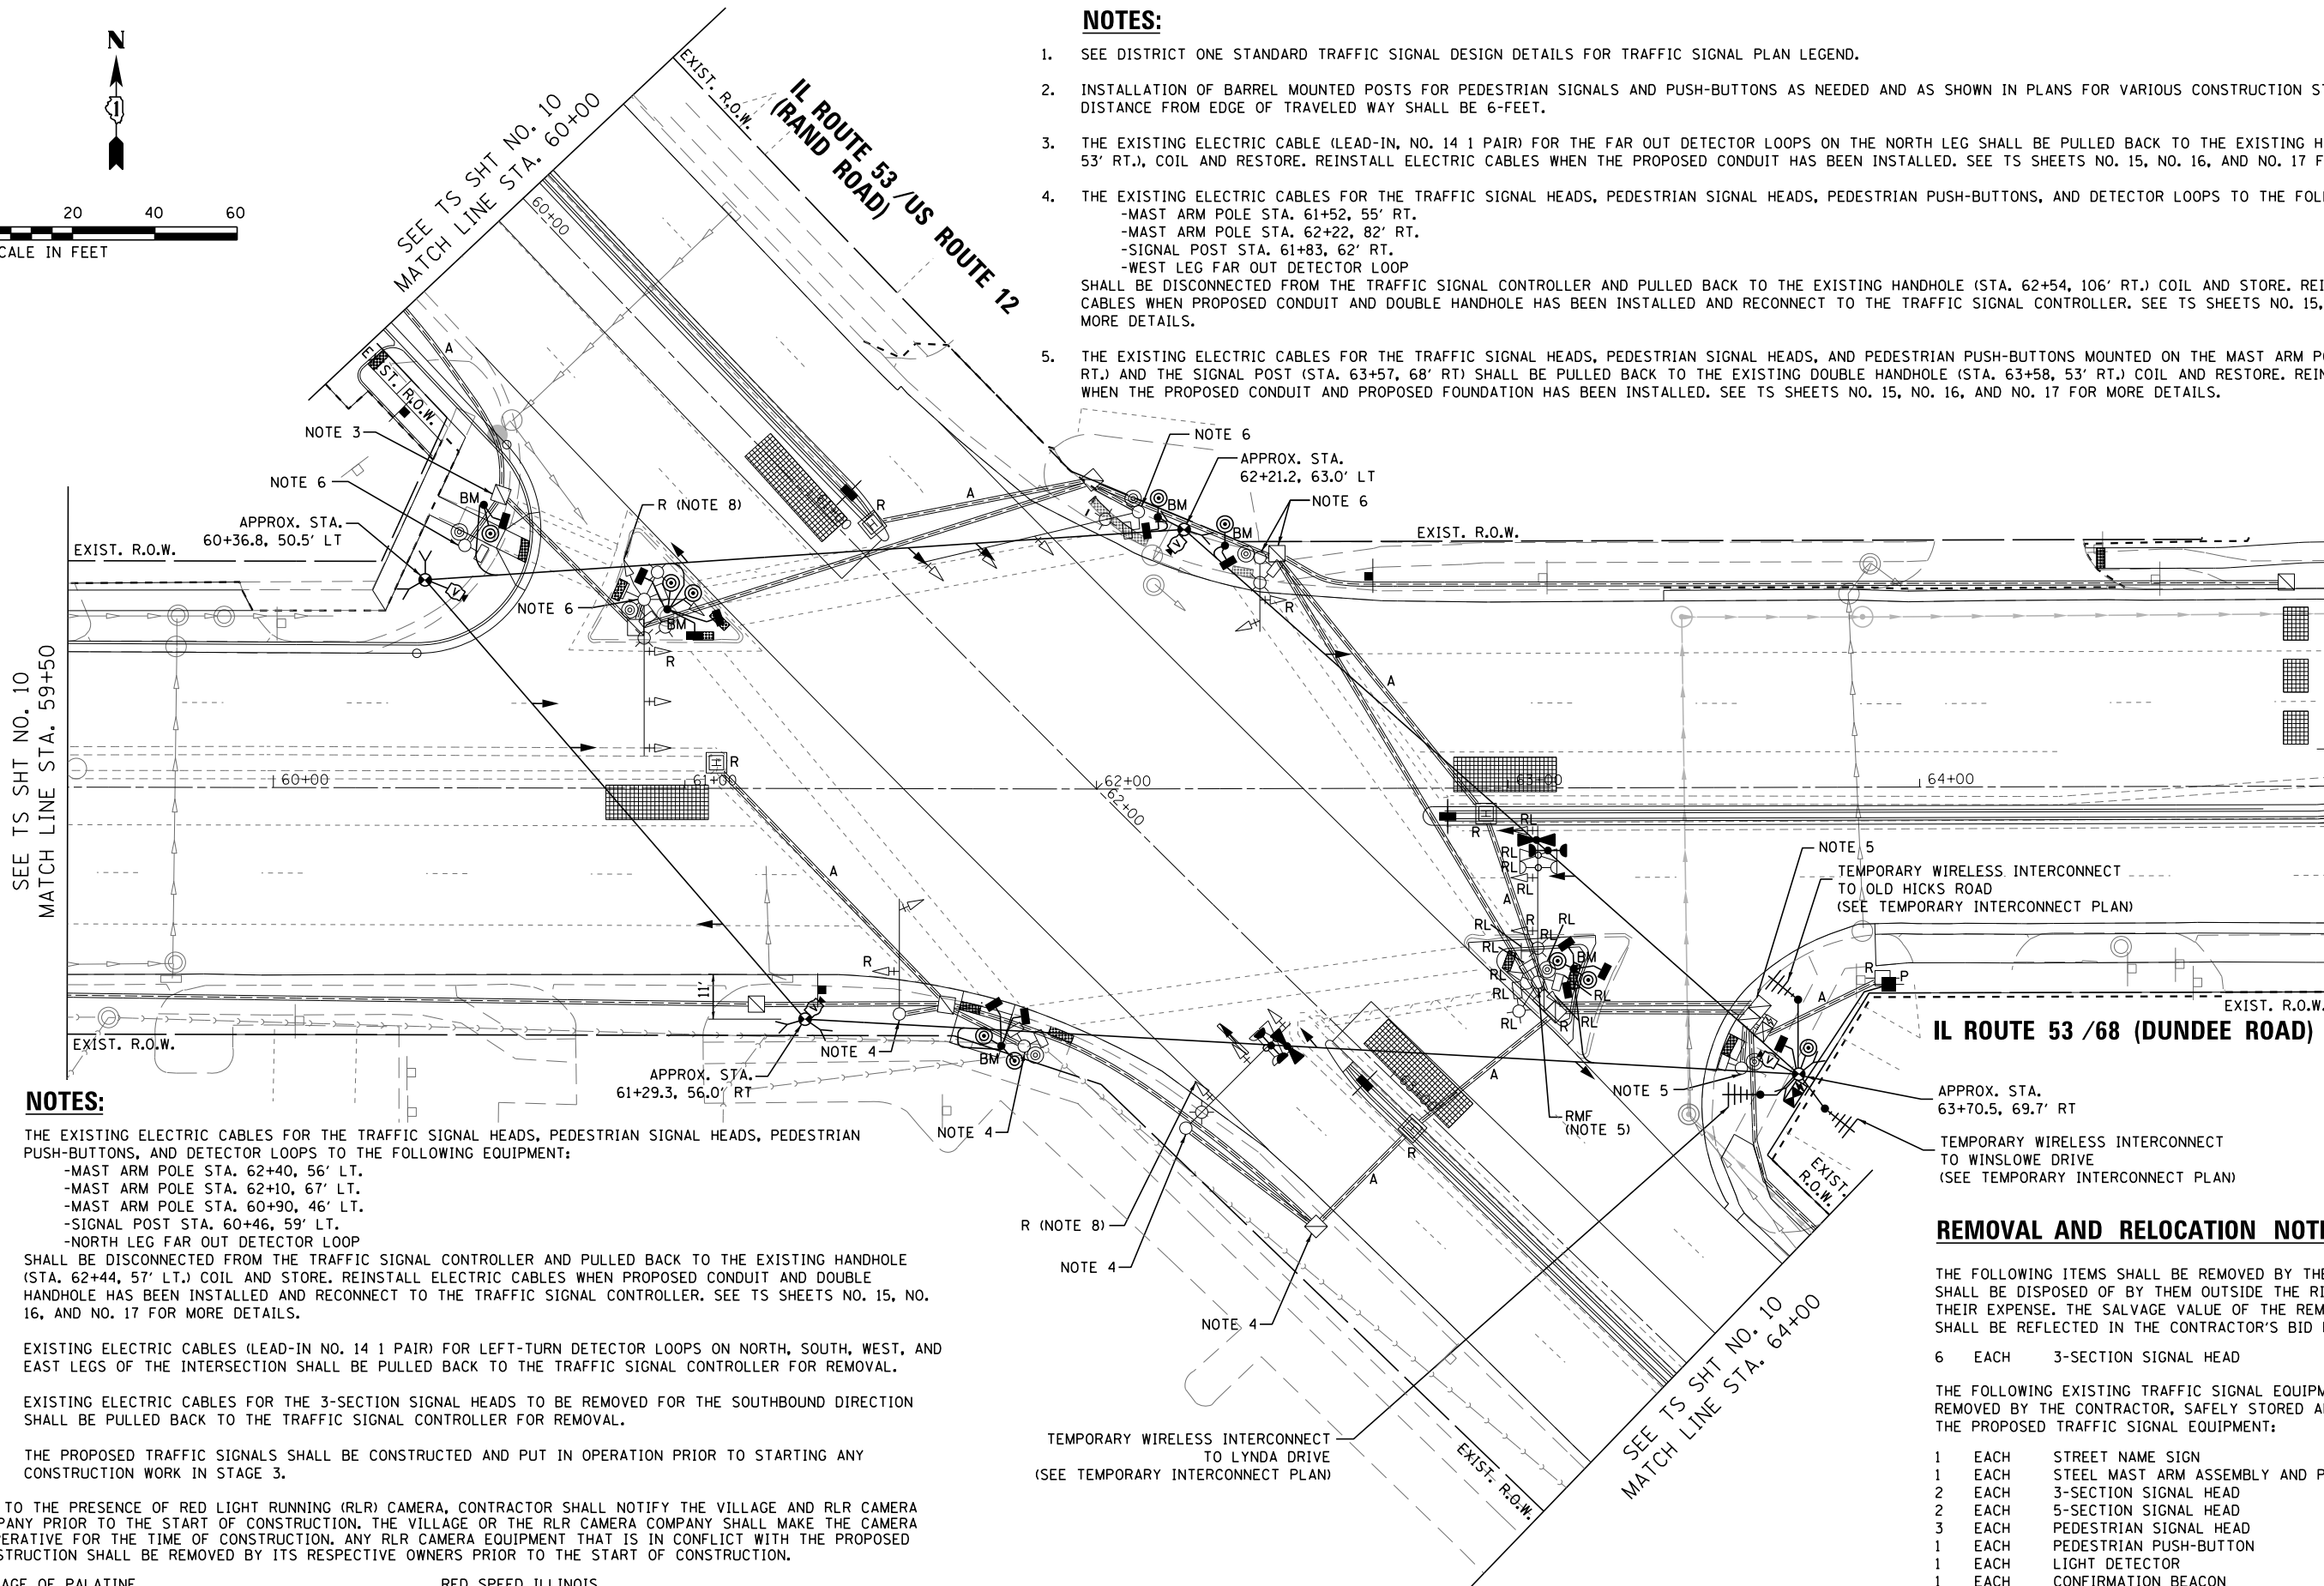 NOTES:
1. SEE DISTRICT ONE STANDARD TRAFFIC SIGNAL DESIGN DETAILS FOR TRAFFIC SIGNAL PLAN LEGEND.
2. INSTALLATION OF BARREL MOUNTED POSTS FOR PEDESTRIAN SIGNALS AND PUSH-BUTTONS AS NEEDED AND AS SHOWN IN PLANS FOR VARIOUS CONSTRUCTION
DISTANCE FROM EDGE OF TRAVELED WAY SHALL BE 6-FEET.
3. THE EXISTING ELECTRIC CABLE (LEAD-IN, NO. 14 1 PAIR) FOR THE FAR OUT DETECTOR LOOPS ON THE NORTH LEG SHALL BE PULLED BACK TO THE EXISTING
53' RT.), COIL AND RESTORE. REINSTALL ELECTRIC CABLES WHEN THE PROPOSED CONDUIT HAS BEEN INSTALLED. SEE TS SHEETS NO. 15, NO. 16, AND NO. 17
4. THE EXISTING ELECTRIC CABLES FOR THE TRAFFIC SIGNAL HEADS, PEDESTRIAN SIGNAL HEADS, PEDESTRIAN PUSH-BUTTONS, AND DETECTOR LOOPS TO THE
-MAST ARM POLE STA. 61+52, 55' RT.
-MAST ARM POLE STA. 62+22, 82' RT.
-SIGNAL POST STA. 61+83, 62' RT.
-WEST LEG FAR OUT DETECTOR LOOP
SHALL BE DISCONNECTED FROM THE TRAFFIC SIGNAL CONTROLLER AND PULLED BACK TO THE EXISTING HANDHOLE (STA. 62+54, 106' RT.) COIL AND STORE.
CABLES WHEN PROPOSED CONDUIT AND DOUBLE HANDHOLE HAS BEEN INSTALLED AND RECONNECT TO THE TRAFFIC SIGNAL CONTROLLER. SEE TS SHEETS NO. 15,
MORE DETAILS.
5. THE EXISTING ELECTRIC CABLES FOR THE TRAFFIC SIGNAL HEADS, PEDESTRIAN SIGNAL HEADS, AND PEDESTRIAN PUSH-BUTTONS MOUNTED ON THE MAST ARM
RT.) AND THE SIGNAL POST (STA. 63+57, 68' RT) SHALL BE PULLED BACK TO THE EXISTING DOUBLE HANDHOLE (STA. 63+58, 53' RT.) COIL AND RESTORE.
WHEN THE PROPOSED CONDUIT AND PROPOSED FOUNDATION HAS BEEN INSTALLED. SEE TS SHEETS NO. 15, NO. 16, AND NO. 17 FOR MORE DETAILS.
N
1
20 40 60
SCALE IN FEET
EXIST. R.O.W.
IL ROUTE 53 /US ROUTE 12
(RAND ROAD)
SEE TS SHT NO. 10
MATCH LINE STA. 60+00
60+00
A
NOTE 3
NOTE 6
BM
APPROX. STA.
60+36.8, 50.5' LT
EXIST. R.O.W.
R (NOTE 8)
R
A
NOTE 6
APPROX. STA.
62+21.2, 63.0' LT
NOTE 6
BM
BM
EXIST. R.O.W.
NOTE 6
BM
R
R
V
V
A
SEE TS SHT NO. 10
MATCH LINE STA. 59+50
60+00
61+00
R
62+00
62+00
63+00
64+00
A
R
RL
R
RL
RL
RL
RL
A
R
RL
RL
RL
RL
BM
RL
RL
RL
RL
R
NOTE 5
TEMPORARY WIRELESS INTERCONNECT
TO OLD HICKS ROAD
(SEE TEMPORARY INTERCONNECT PLAN)
R
P
A
EXIST. R.O.W.
IL ROUTE 53 /68 (DUNDEE ROAD)
R
11'
EXIST. R.O.W.
NOTE 4
BM
APPROX. STA.
61+29.3, 56.0' RT
NOTE 4
A
NOTE 5
RMF
(NOTE 5)
R
A
APPROX. STA.
63+70.5, 69.7' RT
TEMPORARY WIRELESS INTERCONNECT
TO WINSLOWE DRIVE
(SEE TEMPORARY INTERCONNECT PLAN)
EXIST.
R.O.W.
R (NOTE 8)
NOTE 4
NOTE 4
SEE TS SHT NO. 10
MATCH LINE STA. 64+00
TEMPORARY WIRELESS INTERCONNECT
TO LYNDA DRIVE
(SEE TEMPORARY INTERCONNECT PLAN)
EXIST. R.O.W.
NOTES:
THE EXISTING ELECTRIC CABLES FOR THE TRAFFIC SIGNAL HEADS, PEDESTRIAN SIGNAL HEADS, PEDESTRIAN
PUSH-BUTTONS, AND DETECTOR LOOPS TO THE FOLLOWING EQUIPMENT:
-MAST ARM POLE STA. 62+40, 56' LT.
-MAST ARM POLE STA. 62+10, 67' LT.
-MAST ARM POLE STA. 60+90, 46' LT.
-SIGNAL POST STA. 60+46, 59' LT.
-NORTH LEG FAR OUT DETECTOR LOOP
SHALL BE DISCONNECTED FROM THE TRAFFIC SIGNAL CONTROLLER AND PULLED BACK TO THE EXISTING HANDHOLE
(STA. 62+44, 57' LT.) COIL AND STORE. REINSTALL ELECTRIC CABLES WHEN PROPOSED CONDUIT AND DOUBLE
HANDHOLE HAS BEEN INSTALLED AND RECONNECT TO THE TRAFFIC SIGNAL CONTROLLER. SEE TS SHEETS NO. 15, NO.
16, AND NO. 17 FOR MORE DETAILS.
EXISTING ELECTRIC CABLES (LEAD-IN NO. 14 1 PAIR) FOR LEFT-TURN DETECTOR LOOPS ON NORTH, SOUTH, WEST, AND
EAST LEGS OF THE INTERSECTION SHALL BE PULLED BACK TO THE TRAFFIC SIGNAL CONTROLLER FOR REMOVAL.
EXISTING ELECTRIC CABLES FOR THE 3-SECTION SIGNAL HEADS TO BE REMOVED FOR THE SOUTHBOUND DIRECTION
SHALL BE PULLED BACK TO THE TRAFFIC SIGNAL CONTROLLER FOR REMOVAL.
THE PROPOSED TRAFFIC SIGNALS SHALL BE CONSTRUCTED AND PUT IN OPERATION PRIOR TO STARTING ANY
CONSTRUCTION WORK IN STAGE 3.
TO THE PRESENCE OF RED LIGHT RUNNING (RLR) CAMERA, CONTRACTOR SHALL NOTIFY THE VILLAGE AND RLR CAMERA
PRIOR TO THE START OF CONSTRUCTION. THE VILLAGE OR THE RLR CAMERA COMPANY SHALL MAKE THE CAMERA
FOR THE TIME OF CONSTRUCTION. ANY RLR CAMERA EQUIPMENT THAT IS IN CONFLICT WITH THE PROPOSED
SHALL BE REMOVED BY ITS RESPECTIVE OWNERS PRIOR TO THE START OF CONSTRUCTION.
OF PALATINE
RED SPEED ILLINOIS
REMOVAL AND RELOCATION
THE FOLLOWING ITEMS SHALL BE REMOVED BY THE
SHALL BE DISPOSED OF BY THEM OUTSIDE THE
THEIR EXPENSE. THE SALVAGE VALUE OF THE
SHALL BE REFLECTED IN THE CONTRACTOR'S BID
6 EACH 3-SECTION SIGNAL HEAD
THE FOLLOWING EXISTING TRAFFIC SIGNAL
REMOVED BY THE CONTRACTOR, SAFELY STORED
THE PROPOSED TRAFFIC SIGNAL EQUIPMENT:
1 EACH STREET NAME SIGN
1 EACH STEEL MAST ARM ASSEMBLY AND
2 EACH 3-SECTION SIGNAL HEAD
2 EACH 5-SECTION SIGNAL HEAD
3 EACH PEDESTRIAN SIGNAL HEAD
1 EACH PEDESTRIAN PUSH-BUTTON
1 EACH LIGHT DETECTOR
1 EACH CONFIRMATION BEACON